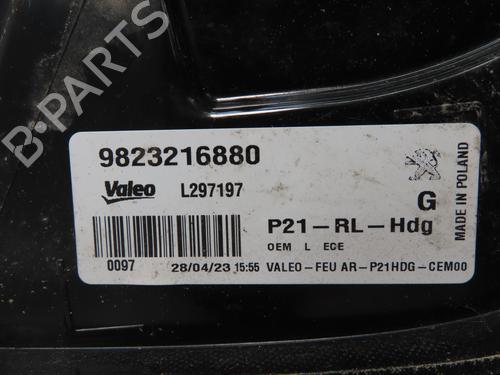 B-PARTS
9823216880
Valeo L297197
G
P21-RL-Hdg
OEM L ECE
0097
28/04/23 15:55 VALEO-FEU AR-P21HDG-CEM00
MADE IN POLAND